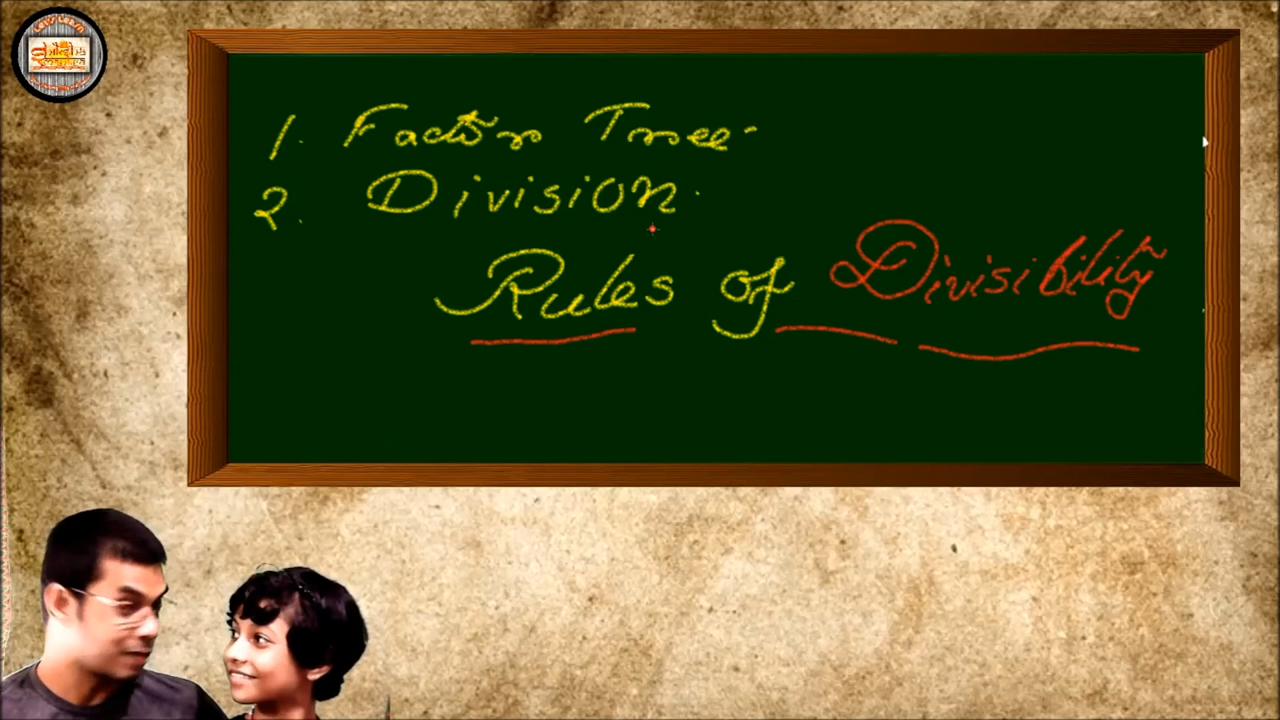 1. Factor Tree.
2. Division.
Rules of Divisibility